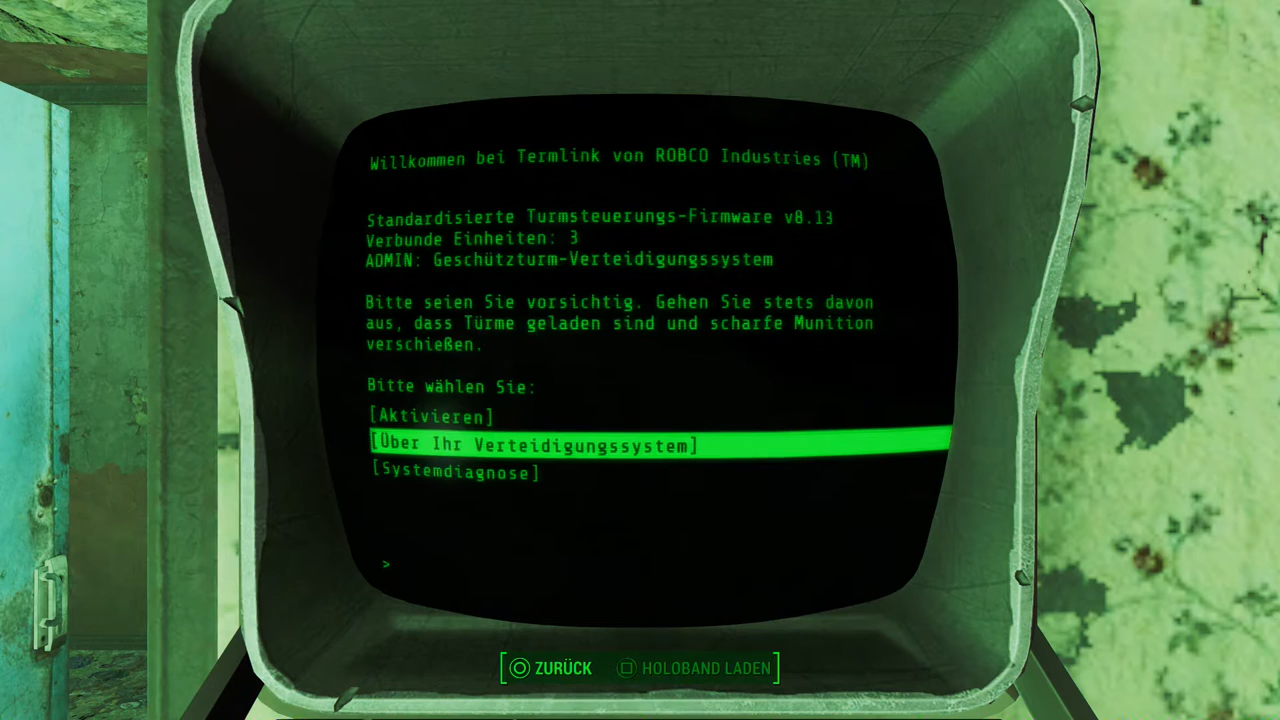 Willkommen bei Termlink von ROBCO Industries (TM)
Standardisierte Turmsteuerungs-Firmware v8.13
Verbunde Einheiten: 3
ADMIN: Geschützturm-Verteidigungssystem
Bitte seien Sie vorsichtig. Gehen Sie stets davon
aus, dass Türme geladen sind und scharfe Munition
verschießen.
Bitte wählen Sie:
[Aktivieren]
[Über Ihr Verteidigungssystem]
[Systemdiagnose]
>
ZURÜCK HOLOBAND LADEN